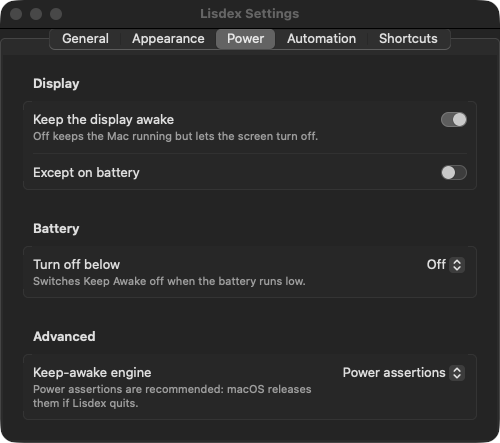 Lisdex Settings
General Appearance Power Automation Shortcuts
Display
Keep the display awake
Off keeps the Mac running but lets the screen turn off.
Except on battery
Battery
Turn off below Off
Switches Keep Awake off when the battery runs low.
Advanced
Keep-awake engine Power assertions
Power assertions are recommended: macOS releases
them if Lisdex quits.